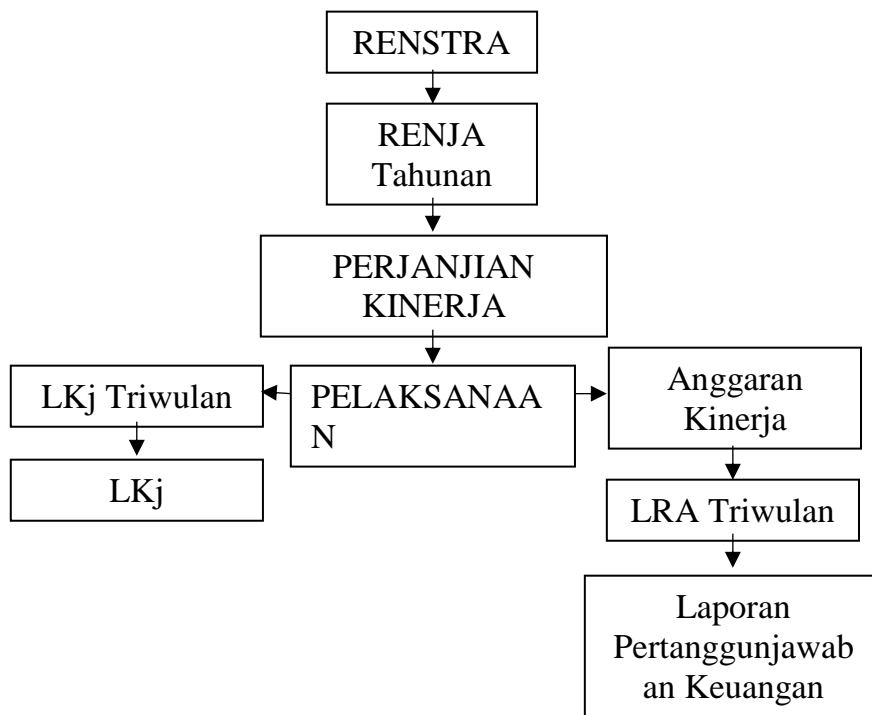 RENSTRA
RENJA
Tahunan
PERJANJIAN
KINERJA
LKj Triwulan
PELAKSANAA
N
Anggaran
Kinerja
LKj
LRA Triwulan
Laporan
Pertanggunjawab
an Keuangan